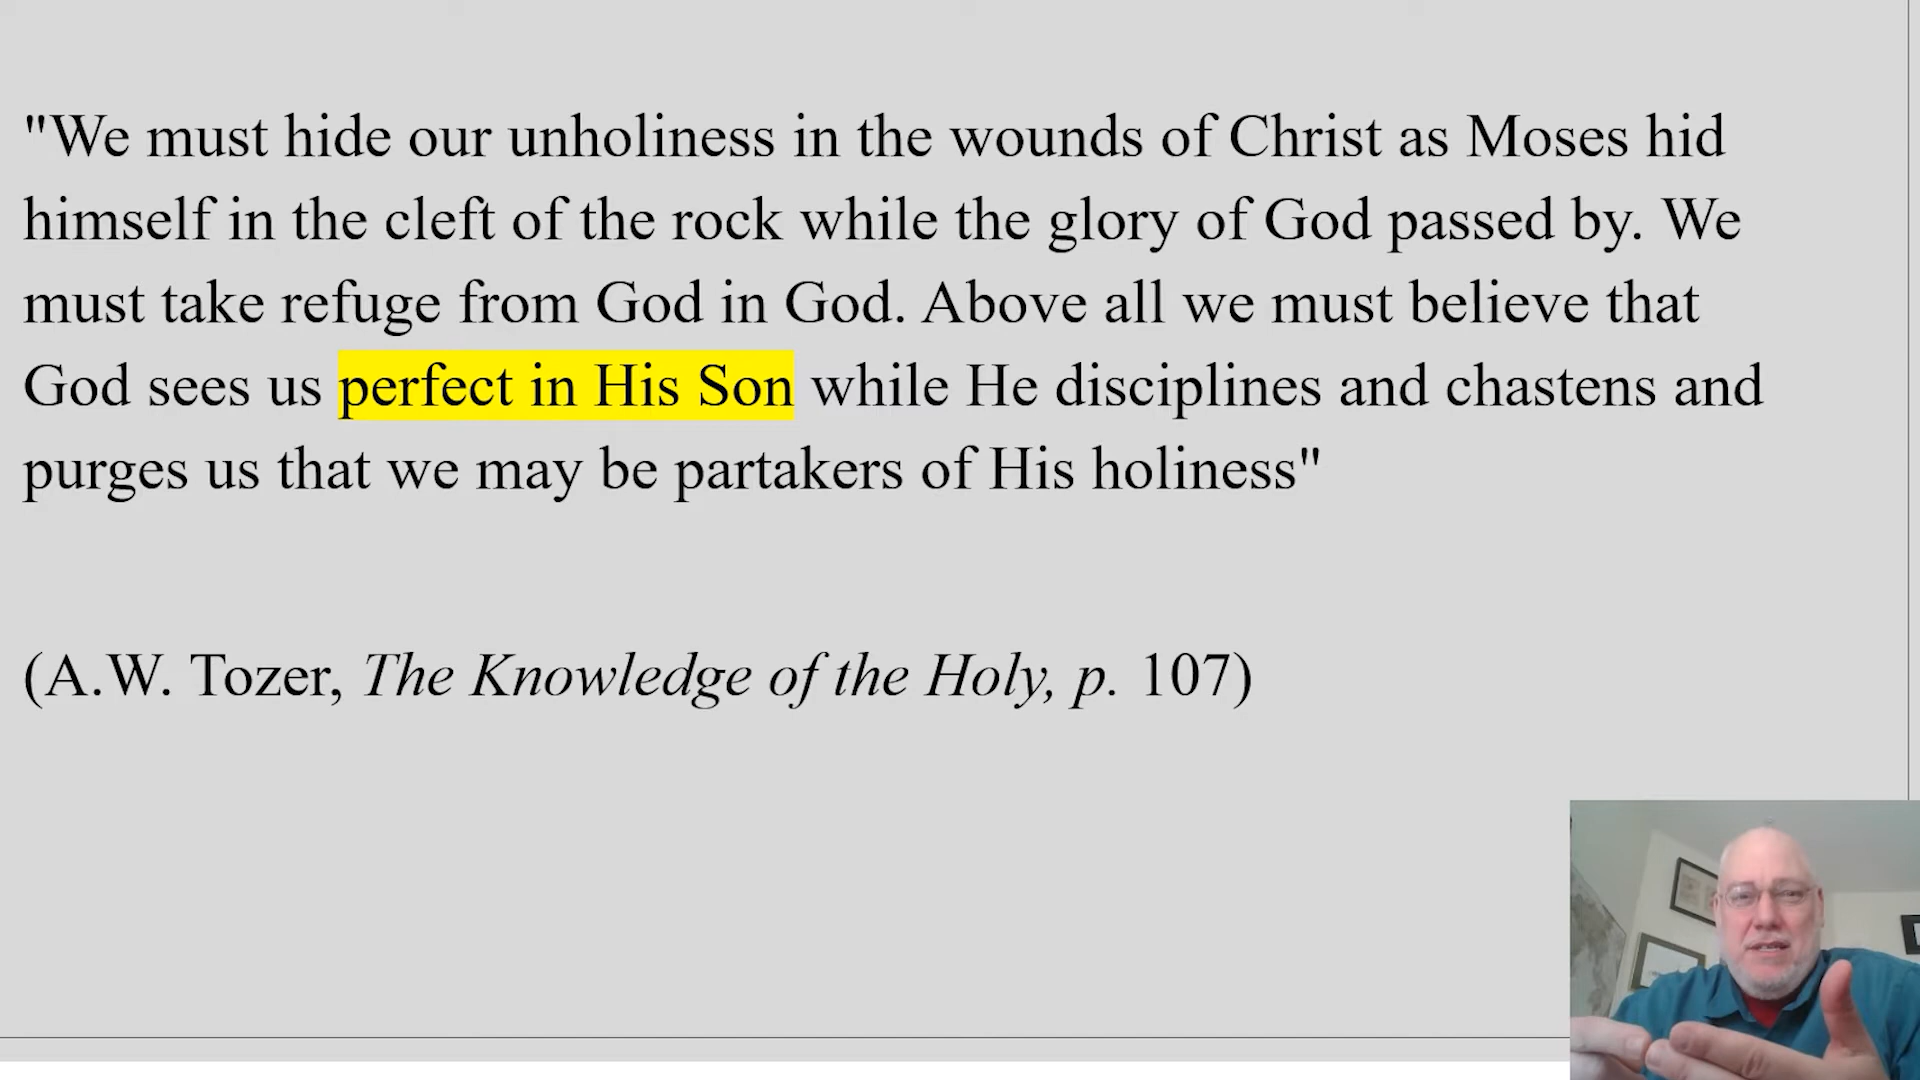 "We must hide our unholiness in the wounds of Christ as Moses hid
himself in the cleft of the rock while the glory of God passed by. We
must take refuge from God in God. Above all we must believe that
God sees us perfect in His Son while He disciplines and chastens and
purges us that we may be partakers of His holiness"
(A.W. Tozer, The Knowledge of the Holy, p. 107)